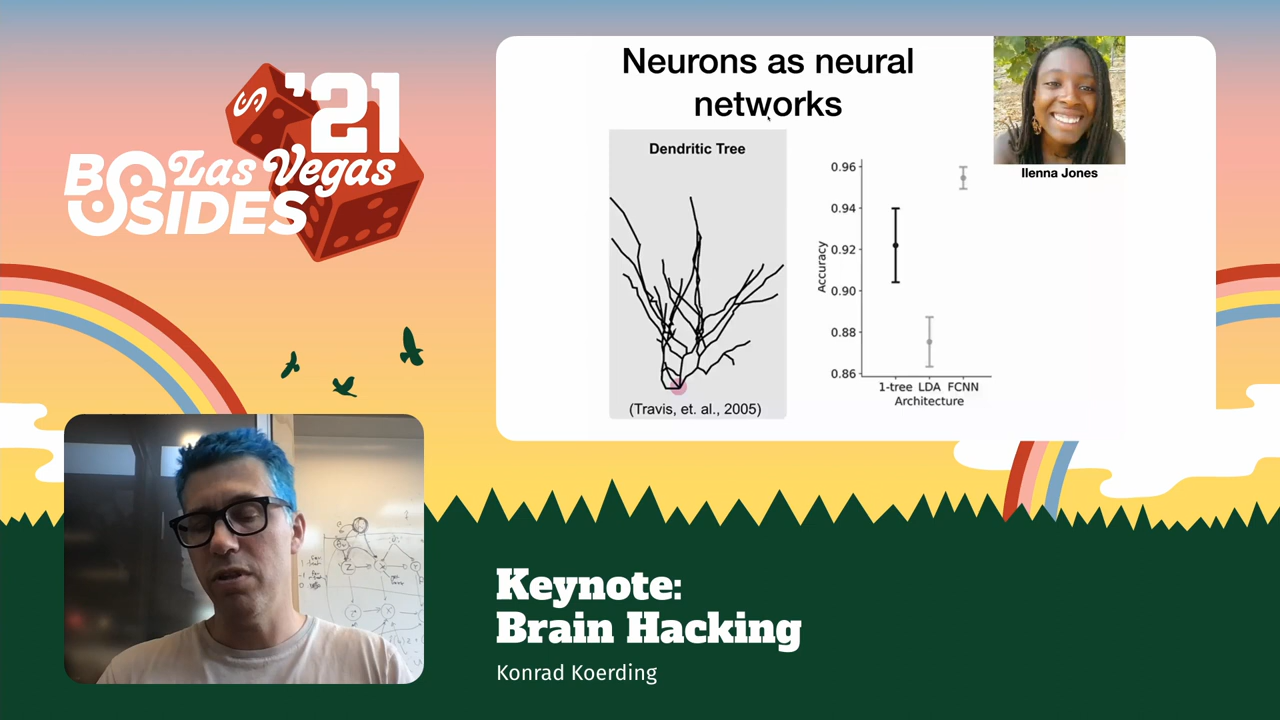 '21
BSIDES
Las Vegas
Neurons as neural
networks
Ilenna Jones
Dendritic Tree
(Travis, et. al., 2005)
Accuracy
0.96
0.94
0.92
0.90
0.88
0.86
1-tree LDA FCNN
Architecture
Keynote:
Brain Hacking
Konrad Koerding